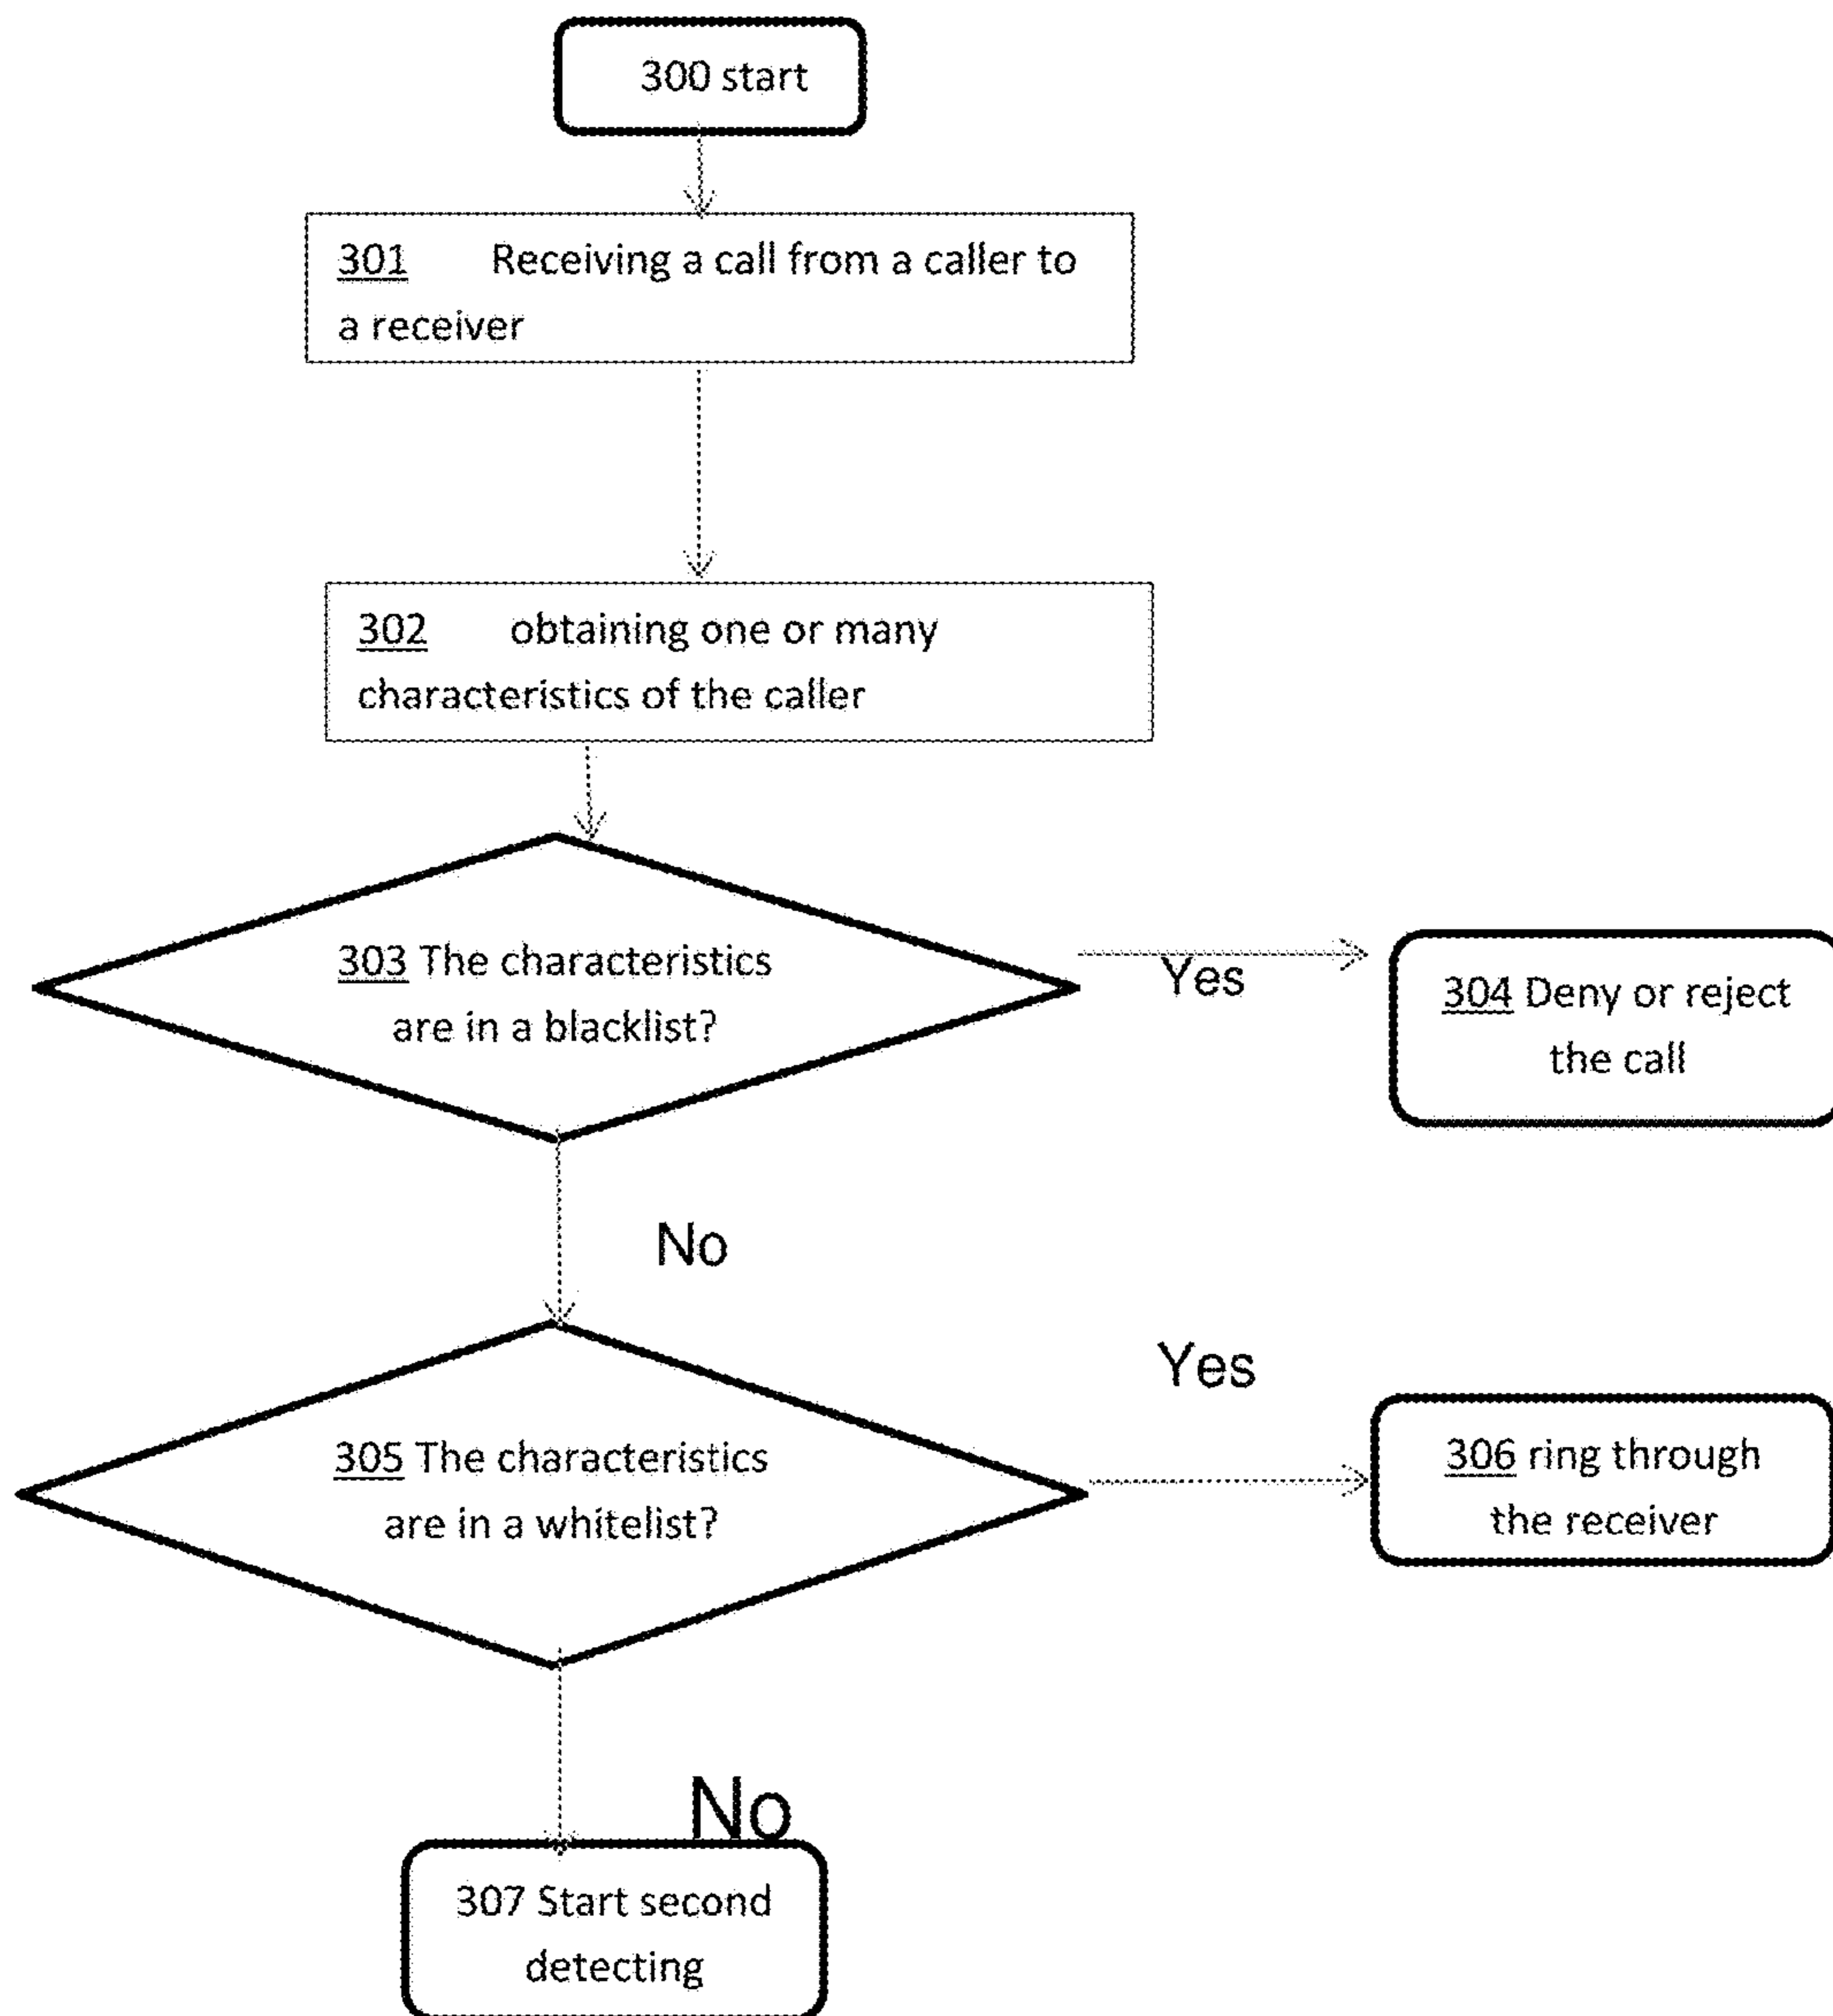 300 start
301 Receiving a call from a caller to
a receiver
302 obtaining one or many
characteristics of the caller
303 The characteristics
are in a blacklist?
Yes
304 Deny or reject
the call
No
305 The characteristics
are in a whitelist?
Yes
306 ring through
the receiver
No
307 Start second
detecting